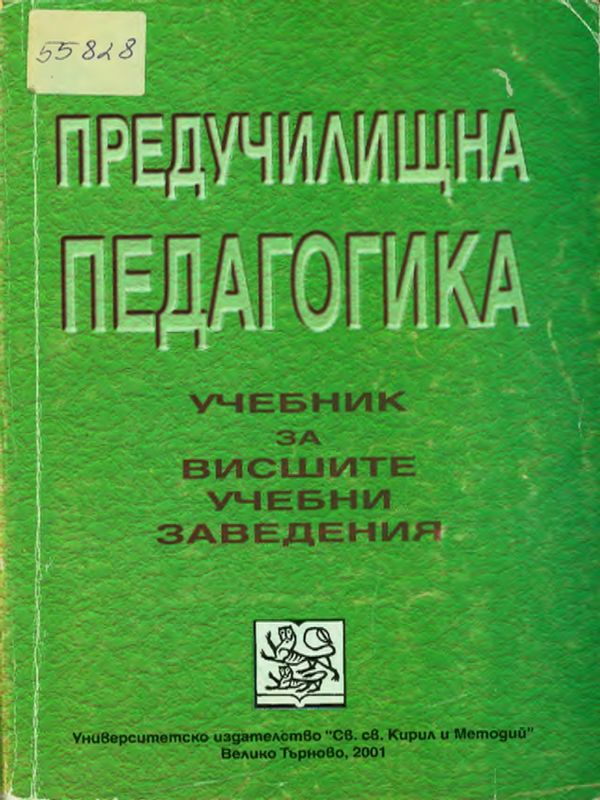 55828
ПРЕДУЧИЛИЩНА
ПЕДАГОГИКА
УЧЕБНИК
ЗА
ВИСШИТЕ
УЧЕБНИ
ЗАВЕДЕНИЯ
Университетско издателство "Св. св. Кирил и Методий"
Велико Търново, 2001